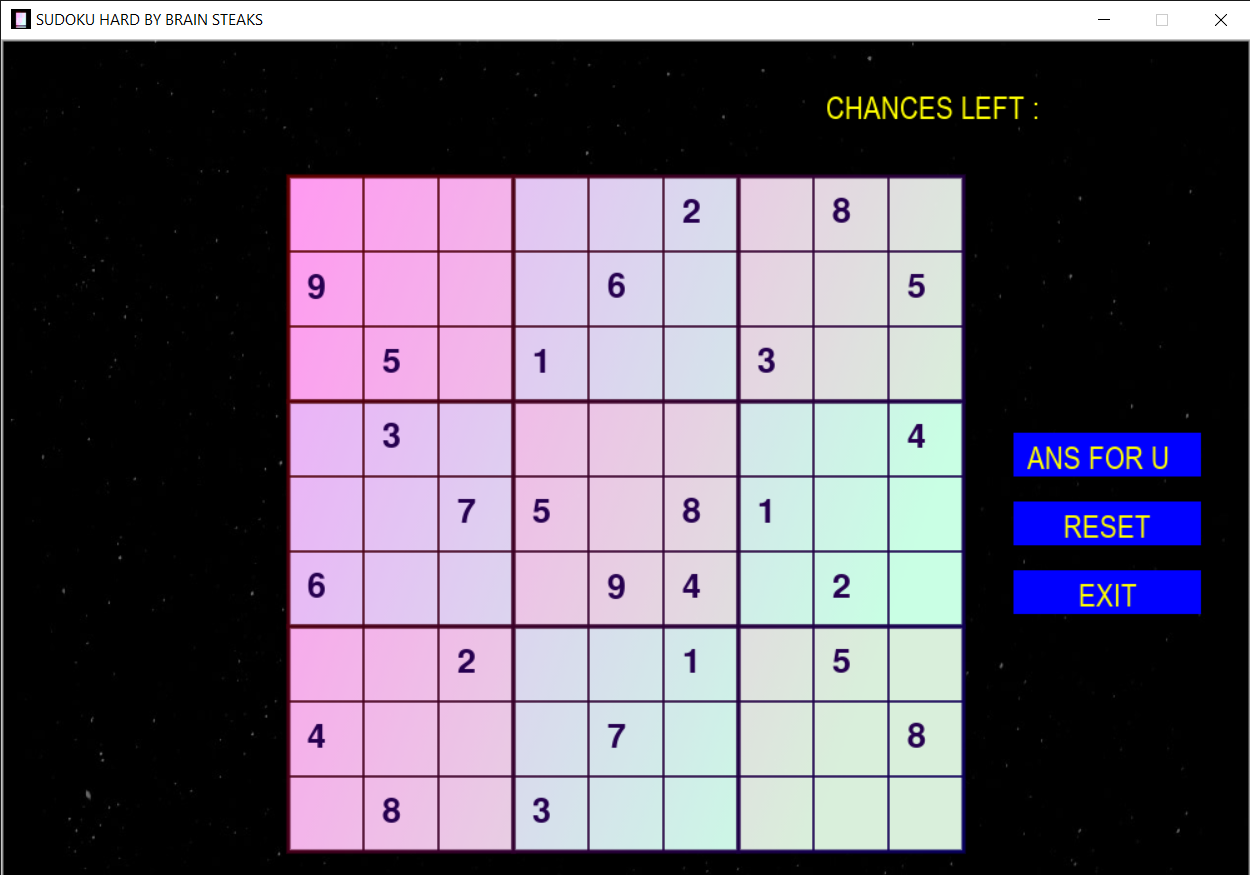 SUDOKU HARD BY BRAIN STEAKS
CHANCES LEFT :
2 8
9 6 5
5 1 3
3 4
7 5 8 1
6 9 4 2
2 1 5
4 7 8
8 3
ANS FOR U
RESET
EXIT